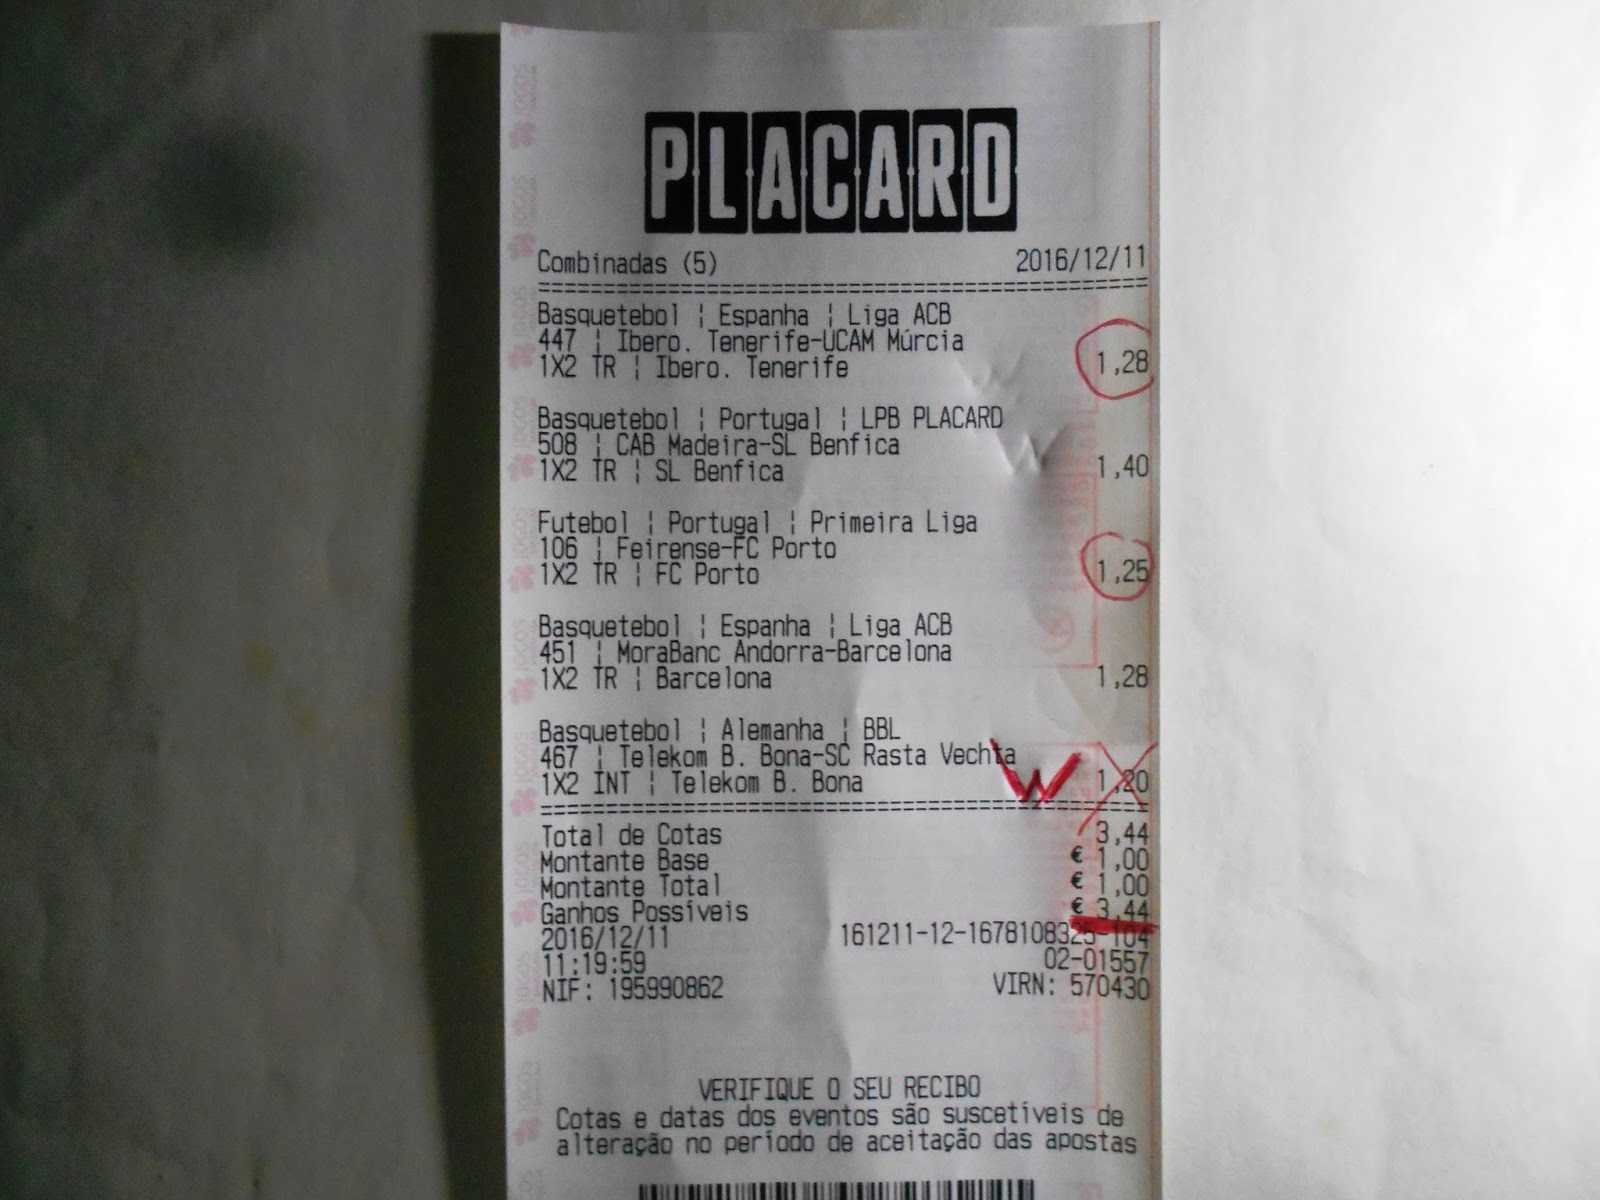 PLACARD
Combinadas (5) 2016/12/11
===============================================
Basquetebol ¦ Espanha ¦ Liga ACB
447 ¦ Ibero. Tenerife-UCAM Múrcia
1X2 TR ¦ Ibero. Tenerife 1,28
Basquetebol ¦ Portugal ¦ LPB PLACARD
508 ¦ CAB Madeira-SL Benfica
1X2 TR ¦ SL Benfica 1,40
Futebol ¦ Portugal ¦ Primeira Liga
106 ¦ Feirense-FC Porto
1X2 TR ¦ FC Porto 1,25
Basquetebol ¦ Espanha ¦ Liga ACB
451 ¦ MoraBanc Andorra-Barcelona
1X2 TR ¦ Barcelona 1,28
Basquetebol ¦ Alemanha ¦ BBL
467 ¦ Telekom B. Bona-SC Rasta Vechta
1X2 INT ¦ Telekom B. Bona W 1,20
===============================================
Total de Cotas 3,44
Montante Base € 1,00
Montante Total € 1,00
Ganhos Possíveis € 3,44
2016/12/11 161211-12-1678108325-104
11:19:59 02-01557
NIF: 195990862 VIRN: 570430
VERIFIQUE O SEU RECIBO
Cotas e datas dos eventos são suscetíveis de
alteração no período de aceitação das apostas